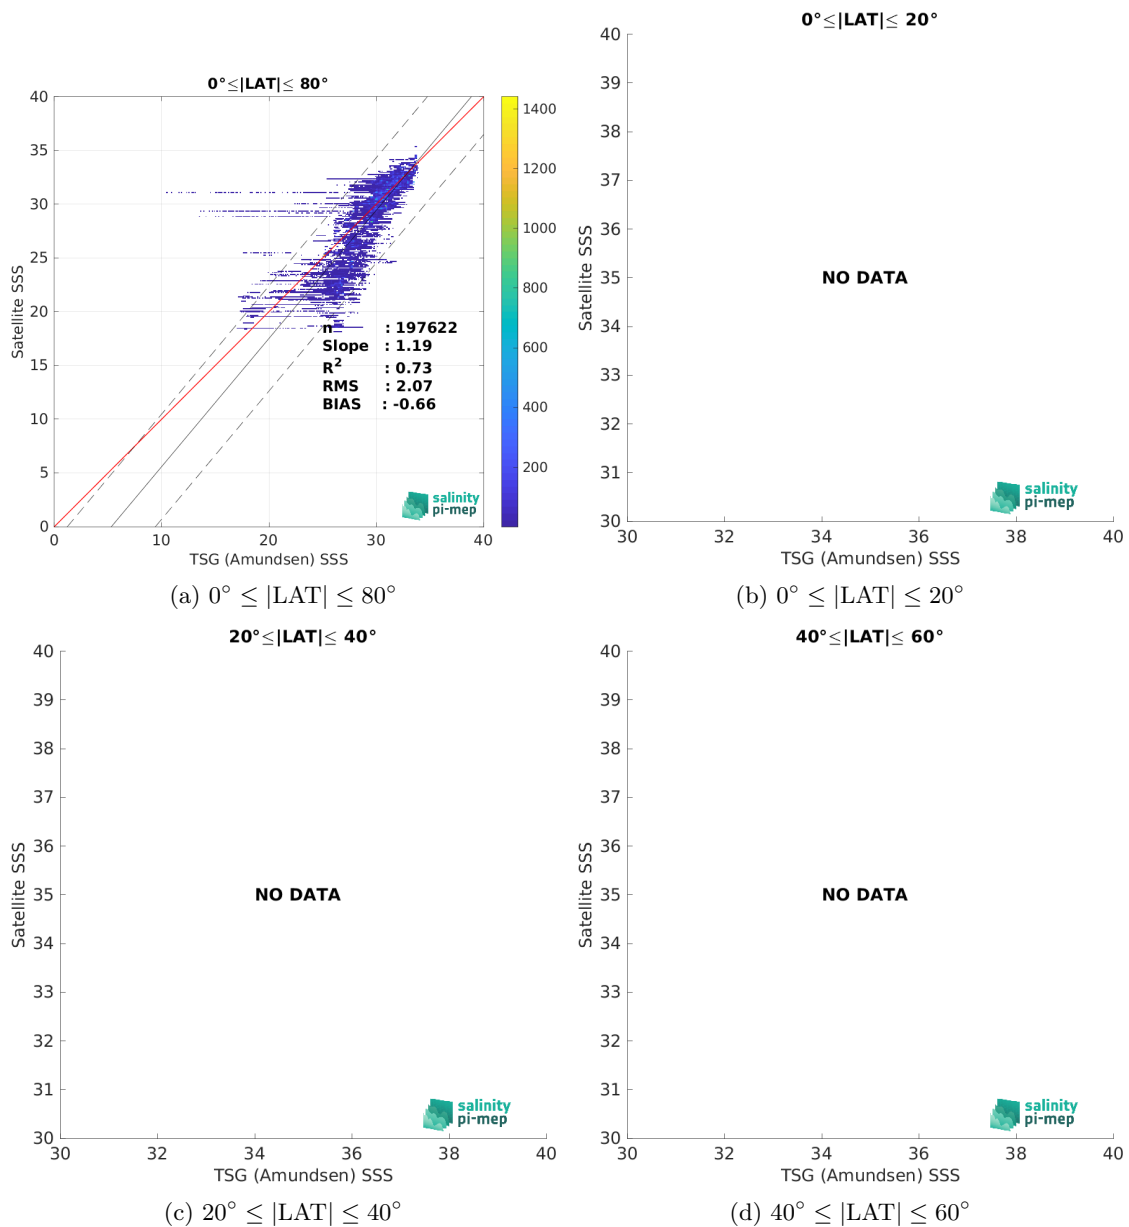 0°≤|LAT|≤ 80°
40
35
30
25
20
15
10
5
0
0
10
20
30
40
Satellite SSS
TSG (Amundsen) SSS
n : 197622
Slope : 1.19
R² : 0.73
RMS : 2.07
BIAS : -0.66
1400
1200
1000
800
600
400
200
salinity
pi-mep
(a) 0° ≤ |LAT| ≤ 80°
0°≤|LAT|≤ 20°
40
39
38
37
36
35
34
33
32
31
30
30
32
34
36
38
40
Satellite SSS
TSG (Amundsen) SSS
NO DATA
salinity
pi-mep
(b) 0° ≤ |LAT| ≤ 20°
20°≤|LAT|≤ 40°
40
39
38
37
36
35
34
33
32
31
30
30
32
34
36
38
40
Satellite SSS
TSG (Amundsen) SSS
NO DATA
salinity
pi-mep
(c) 20° ≤ |LAT| ≤ 40°
40°≤|LAT|≤ 60°
40
39
38
37
36
35
34
33
32
31
30
30
32
34
36
38
40
Satellite SSS
TSG (Amundsen) SSS
NO DATA
salinity
pi-mep
(d) 40° ≤ |LAT| ≤ 60°